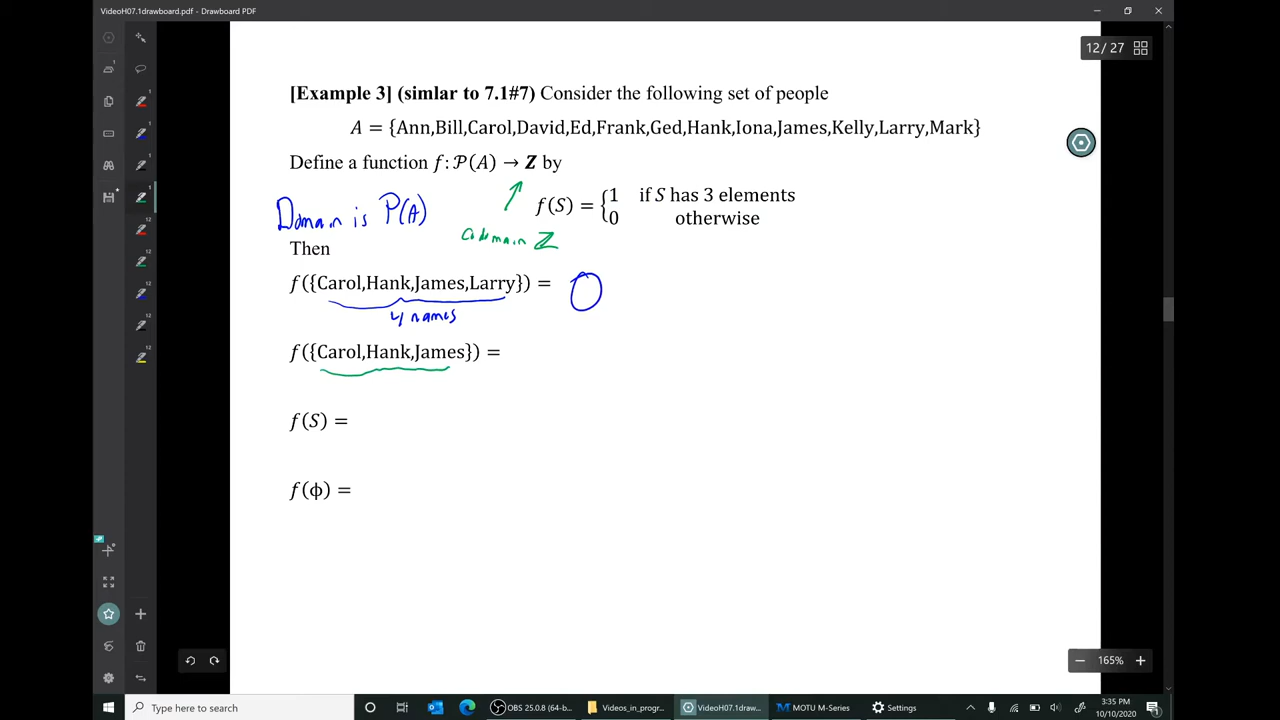 VideoH07.1drawboard.pdf - Drawboard PDF
12/27
[Example 3] (simlar to 7.1#7) Consider the following set of people
A = {Ann,Bill,Carol,David,Ed,Frank,Ged,Hank,Iona,James,Kelly,Larry,Mark}
Define a function f: 𝒫(A) → Z by
f(S) = {1 if S has 3 elements
0 otherwise
Domain is P(A)
codomain Z
Then
f({Carol,Hank,James,Larry}) = 0
4 names
f({Carol,Hank,James}) =
f(S) =
f(ϕ) =
165%
Type here to search
OBS 25.0.8 (64-b...
Videos_in_progr...
VideoH07.1draw...
MOTU M-Series
Settings
3:35 PM
10/10/2020